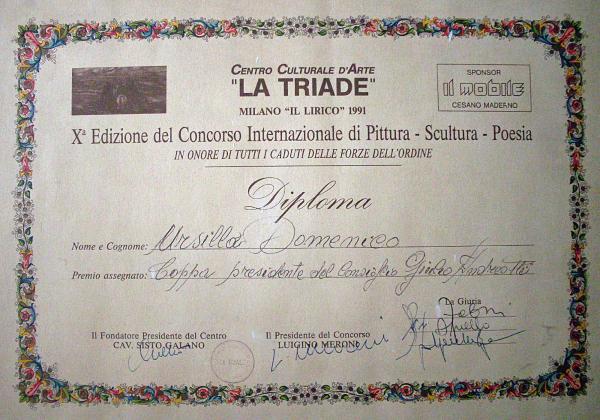 CENTRO CULTURALE D'ARTE
"LA TRIADE"
MILANO "IL LIRICO" 1991
SPONSOR
il mobile
CESANO MADERNO
Xª Edizione del Concorso Internazionale di Pittura - Scultura - Poesia
IN ONORE DI TUTTI I CADUTI DELLE FORZE DELL'ORDINE
Diploma
Nome e Cognome: Ursilla Domenico
Premio assegnato: Coppa presidente del Consiglio Giulio Andreotti
La Giuria
Il Fondatore Presidente del Centro
CAV. SISTO GALANO
Il Presidente del Concorso
LUIGINO MERONI